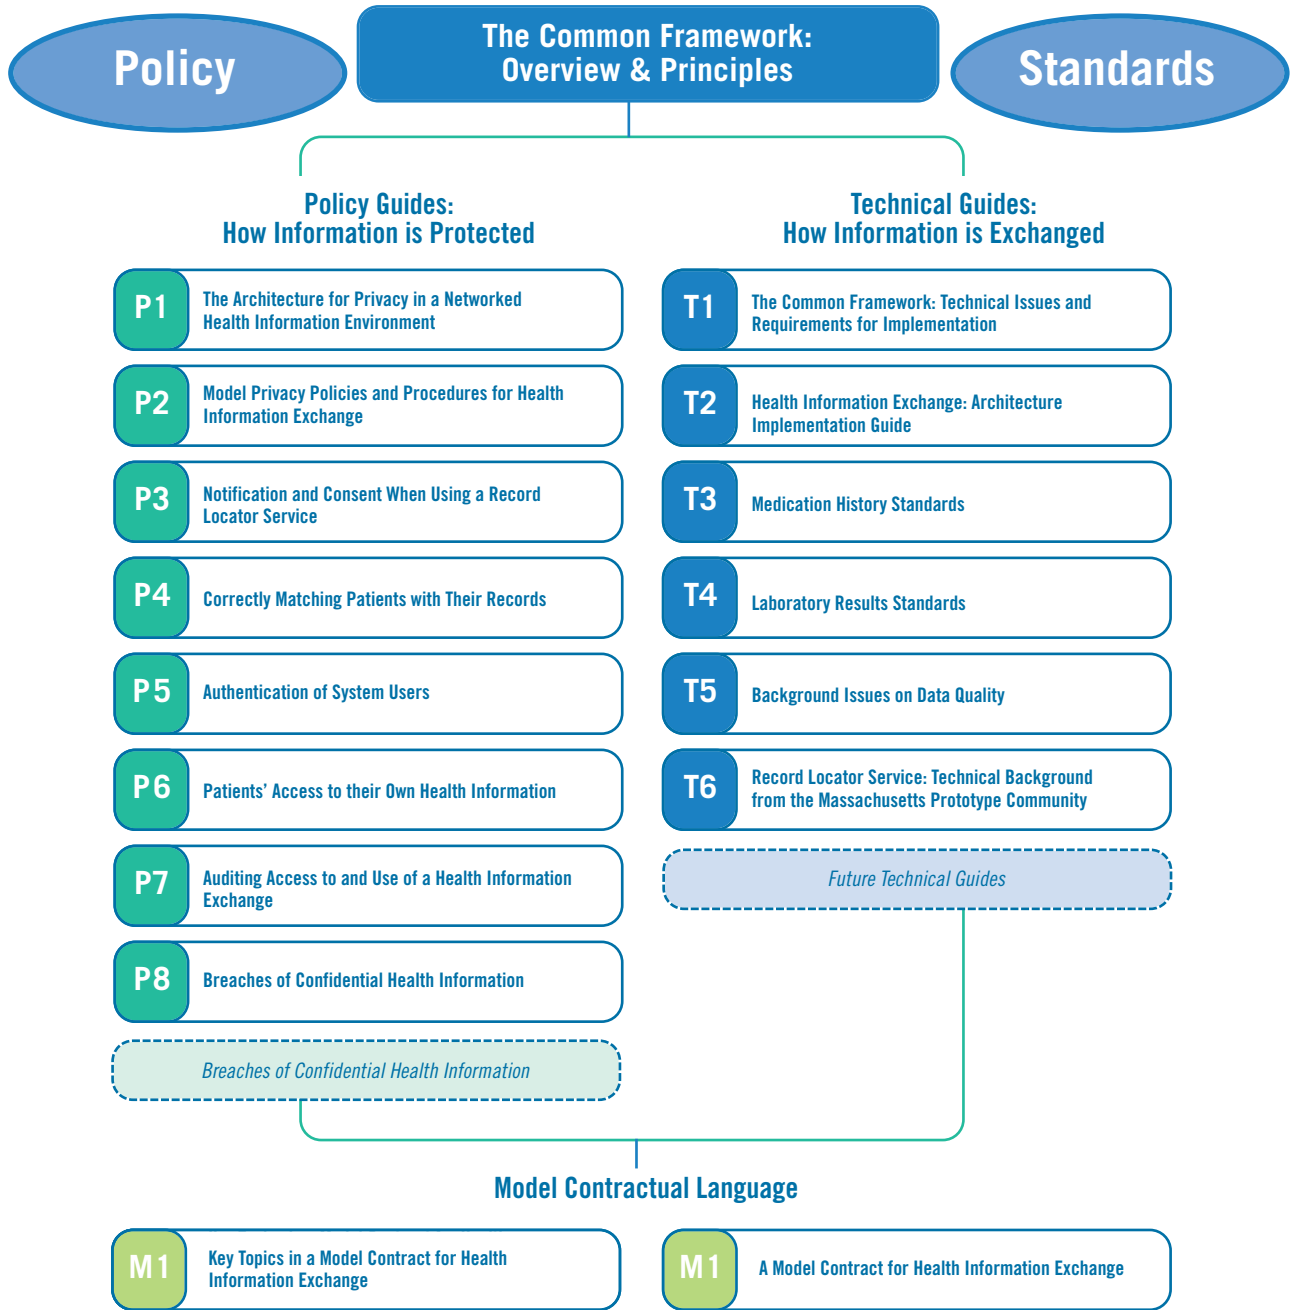 Policy
The Common Framework:
Overview & Principles
Standards
Policy Guides:
How Information is Protected
P1
The Architecture for Privacy in a Networked
Health Information Environment
P2
Model Privacy Policies and Procedures for Health
Information Exchange
P3
Notification and Consent When Using a Record
Locator Service
P4
Correctly Matching Patients with Their Records
P5
Authentication of System Users
P6
Patients’ Access to their Own Health Information
P7
Auditing Access to and Use of a Health Information
Exchange
P8
Breaches of Confidential Health Information
Breaches of Confidential Health Information
Technical Guides:
How Information is Exchanged
T1
The Common Framework: Technical Issues and
Requirements for Implementation
T2
Health Information Exchange: Architecture
Implementation Guide
T3
Medication History Standards
T4
Laboratory Results Standards
T5
Background Issues on Data Quality
T6
Record Locator Service: Technical Background
from the Massachusetts Prototype Community
Future Technical Guides
Model Contractual Language
M1
Key Topics in a Model Contract for Health
Information Exchange
M1
A Model Contract for Health Information Exchange